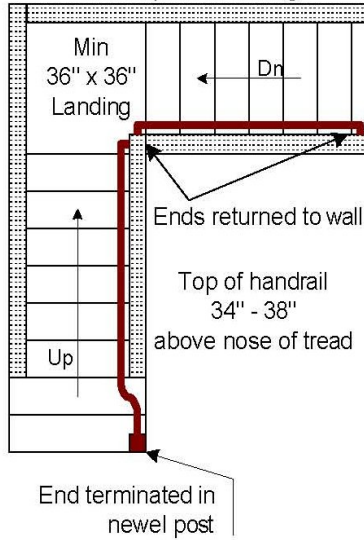 Min
36" x 36"
Landing
Dn
Ends returned to wall
Top of handrail
34" - 38"
above nose of tread
Up
End terminated in
newel post